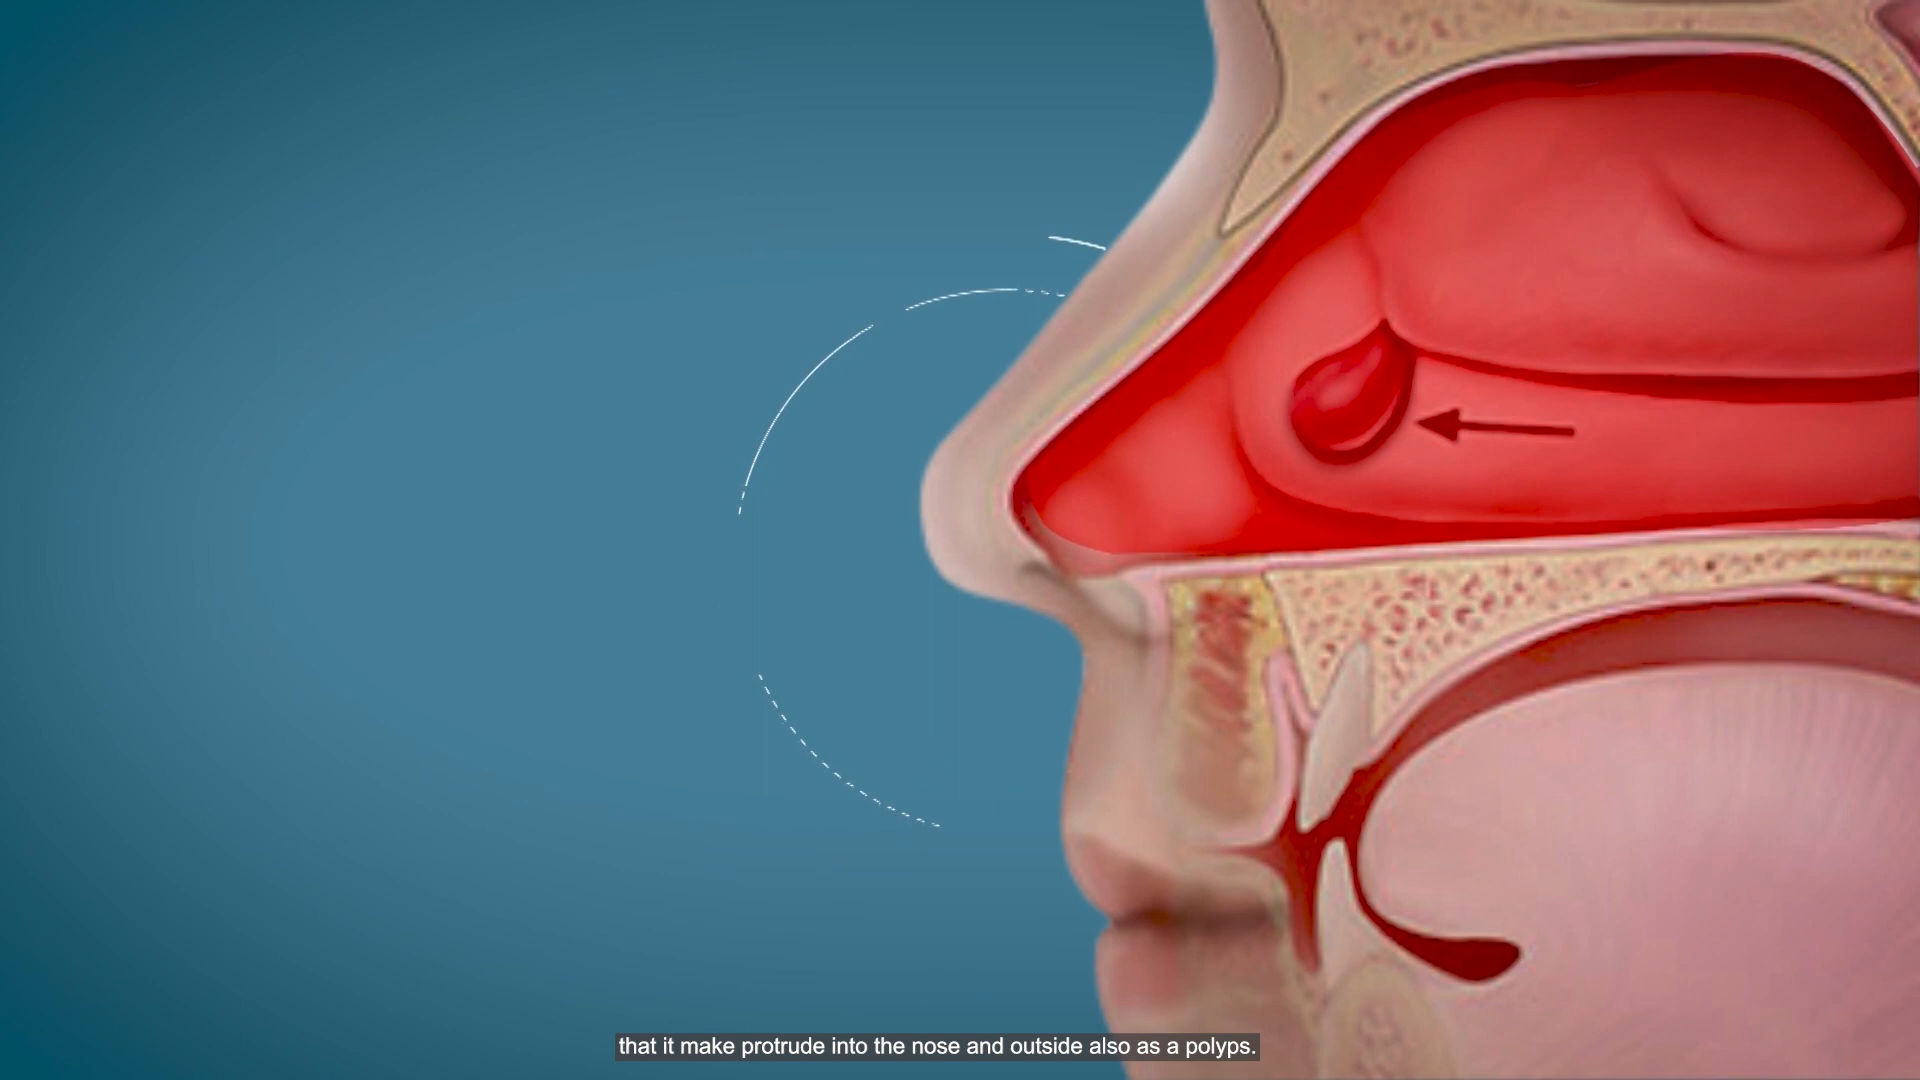 that it make protrude into the nose and outside also as a polyps.